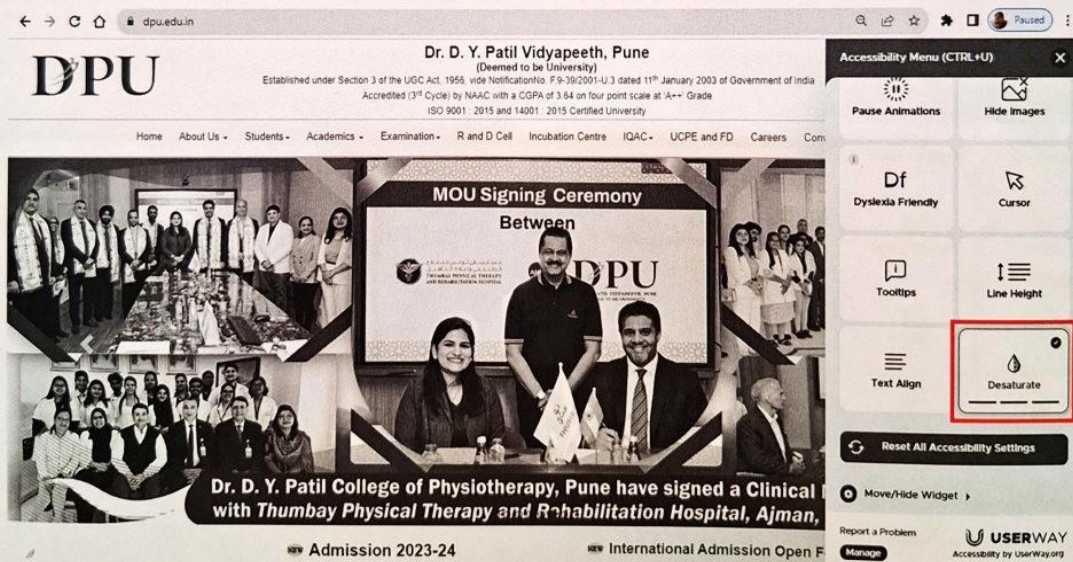 dpu.edu.in
Paused
DPU
Dr. D. Y. Patil Vidyapeeth, Pune
(Deemed to be University)
Established under Section 3 of the UGC Act, 1956, vide NotificationNo. F.9-39/2001-U.3 dated 11th January 2003 of Government of India
Accredited (3rd Cycle) by NAAC with a CGPA of 3.64 on four point scale at 'A++' Grade
ISO 9001 : 2015 and 14001 : 2015 Certified University
Home About Us Students Academics Examination R and D Cell Incubation Centre IQAC UCPE and FD Careers Con
MOU Signing Ceremony
Between
THUMBAY PHYSICAL THERAPY
AND REHABILITATION HOSPITAL
DPU
Dr. D. Y. Patil College of Physiotherapy, Pune have signed a Clinical
with Thumbay Physical Therapy and Rehabilitation Hospital, Ajman,
NEW Admission 2023-24
NEW International Admission Open F
Accessibility Menu (CTRL+U)
Pause Animations
Hide Images
Df
Dyslexia Friendly
Cursor
Tooltips
Line Height
Text Align
Desaturate
Reset All Accessibility Settings
Move/Hide Widget
Report a Problem
Manage
USERWAY
Accessibility by UserWay.org